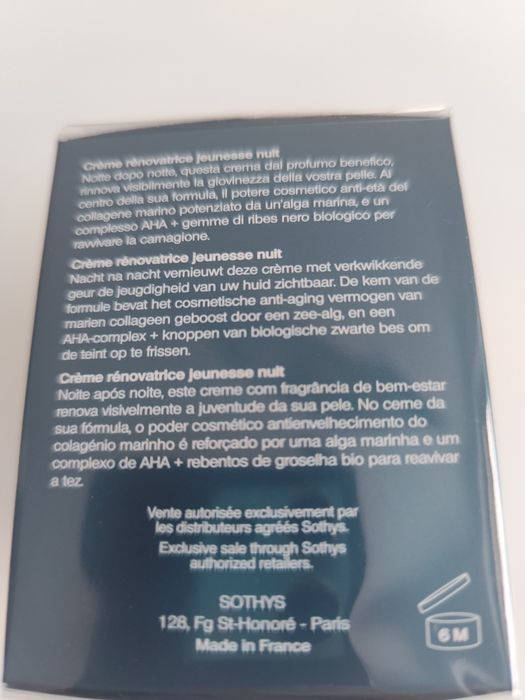 Crème rénovatrice jeunesse nuit
Notte dopo notte, questa crema dal profumo benefico,
rinnova visibilmente la giovinezza della vostra pelle. Al
centro della sua formula, il potere cosmetico anti-età del
collagene marino potenziato da un'alga marina, e un
complesso AHA + gemme di ribes nero biologico per
ravvivare la camagione.
Crème rénovatrice jeunesse nuit
Nacht na nacht vernieuwt deze crème met verkwikkende
geur de jeugdigheid van uw huid zichtbaar. De kern van de
formule bevat het cosmetische anti-aging vermogen van
marien collageen geboost door een zee-alg, en een
AHA-complex + knoppen van biologische zwarte bes om
de teint op te frissen.
Crème rénovatrice jeunesse nuit
Noite após noite, este creme com fragrância de bem-estar
renova visivelmente a juventude da sua pele. No cerne da
sua fórmula, o poder cosmético antienvelhecimento do
colagénio marinho é reforçado por uma alga marinha e um
complexo de AHA + rebentos de groselha bio para reavivar
a tez.
Vente autorisée exclusivement par
les distributeurs agréés Sothys.
Exclusive sale through Sothys
authorized retailers.
SOTHYS
128, Fg St-Honoré - Paris
Made in France
6 M